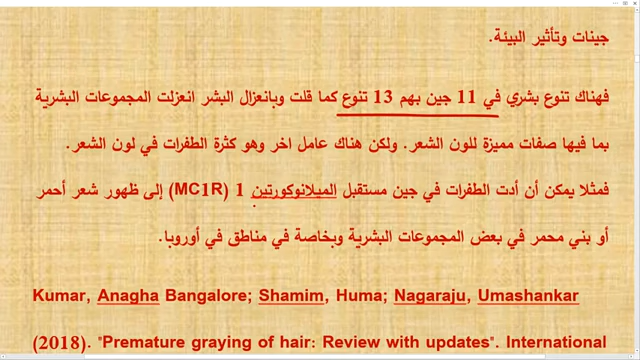 جينات وتأثير البيئة.
فهناك تنوع بشري في 11 جين بهم 13 تنوع كما قلت وبانعزال البشر انعزلت المجموعات البشرية
بما فيها صفات مميزة للون الشعر. ولكن هناك عامل اخر وهو كثرة الطفرات في لون الشعر.
فمثلا يمكن أن أدت الطفرات في جين مستقبل الميلانوكورتين 1 (MC1R) إلى ظهور شعر أحمر
أو بني محمر في بعض المجموعات البشرية وبخاصة في مناطق في أوروبا.
Kumar, Anagha Bangalore; Shamim, Huma; Nagaraju, Umashankar
(2018). "Premature graying of hair: Review with updates". International